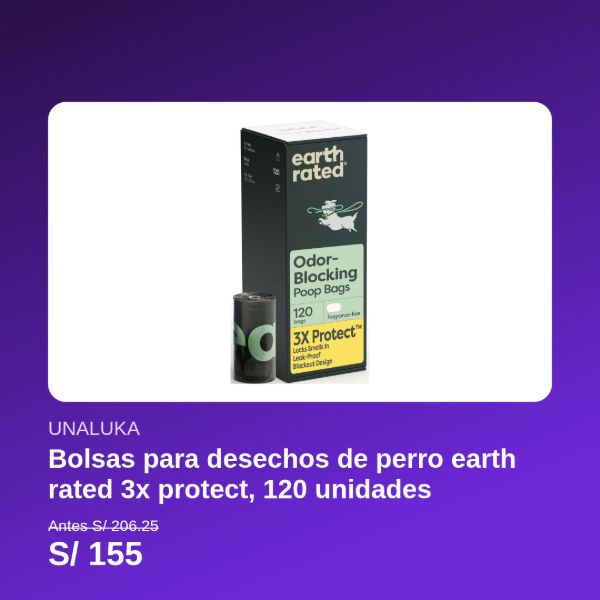 earth
rated
Odor-
Blocking
Poop Bags
120
bags
Fragrance-free
3X Protect™
Locks Smells In
Leak-Proof
Blackout Design
UNALUKA
Bolsas para desechos de perro earth
rated 3x protect, 120 unidades
Antes S/ 206.25
S/ 155